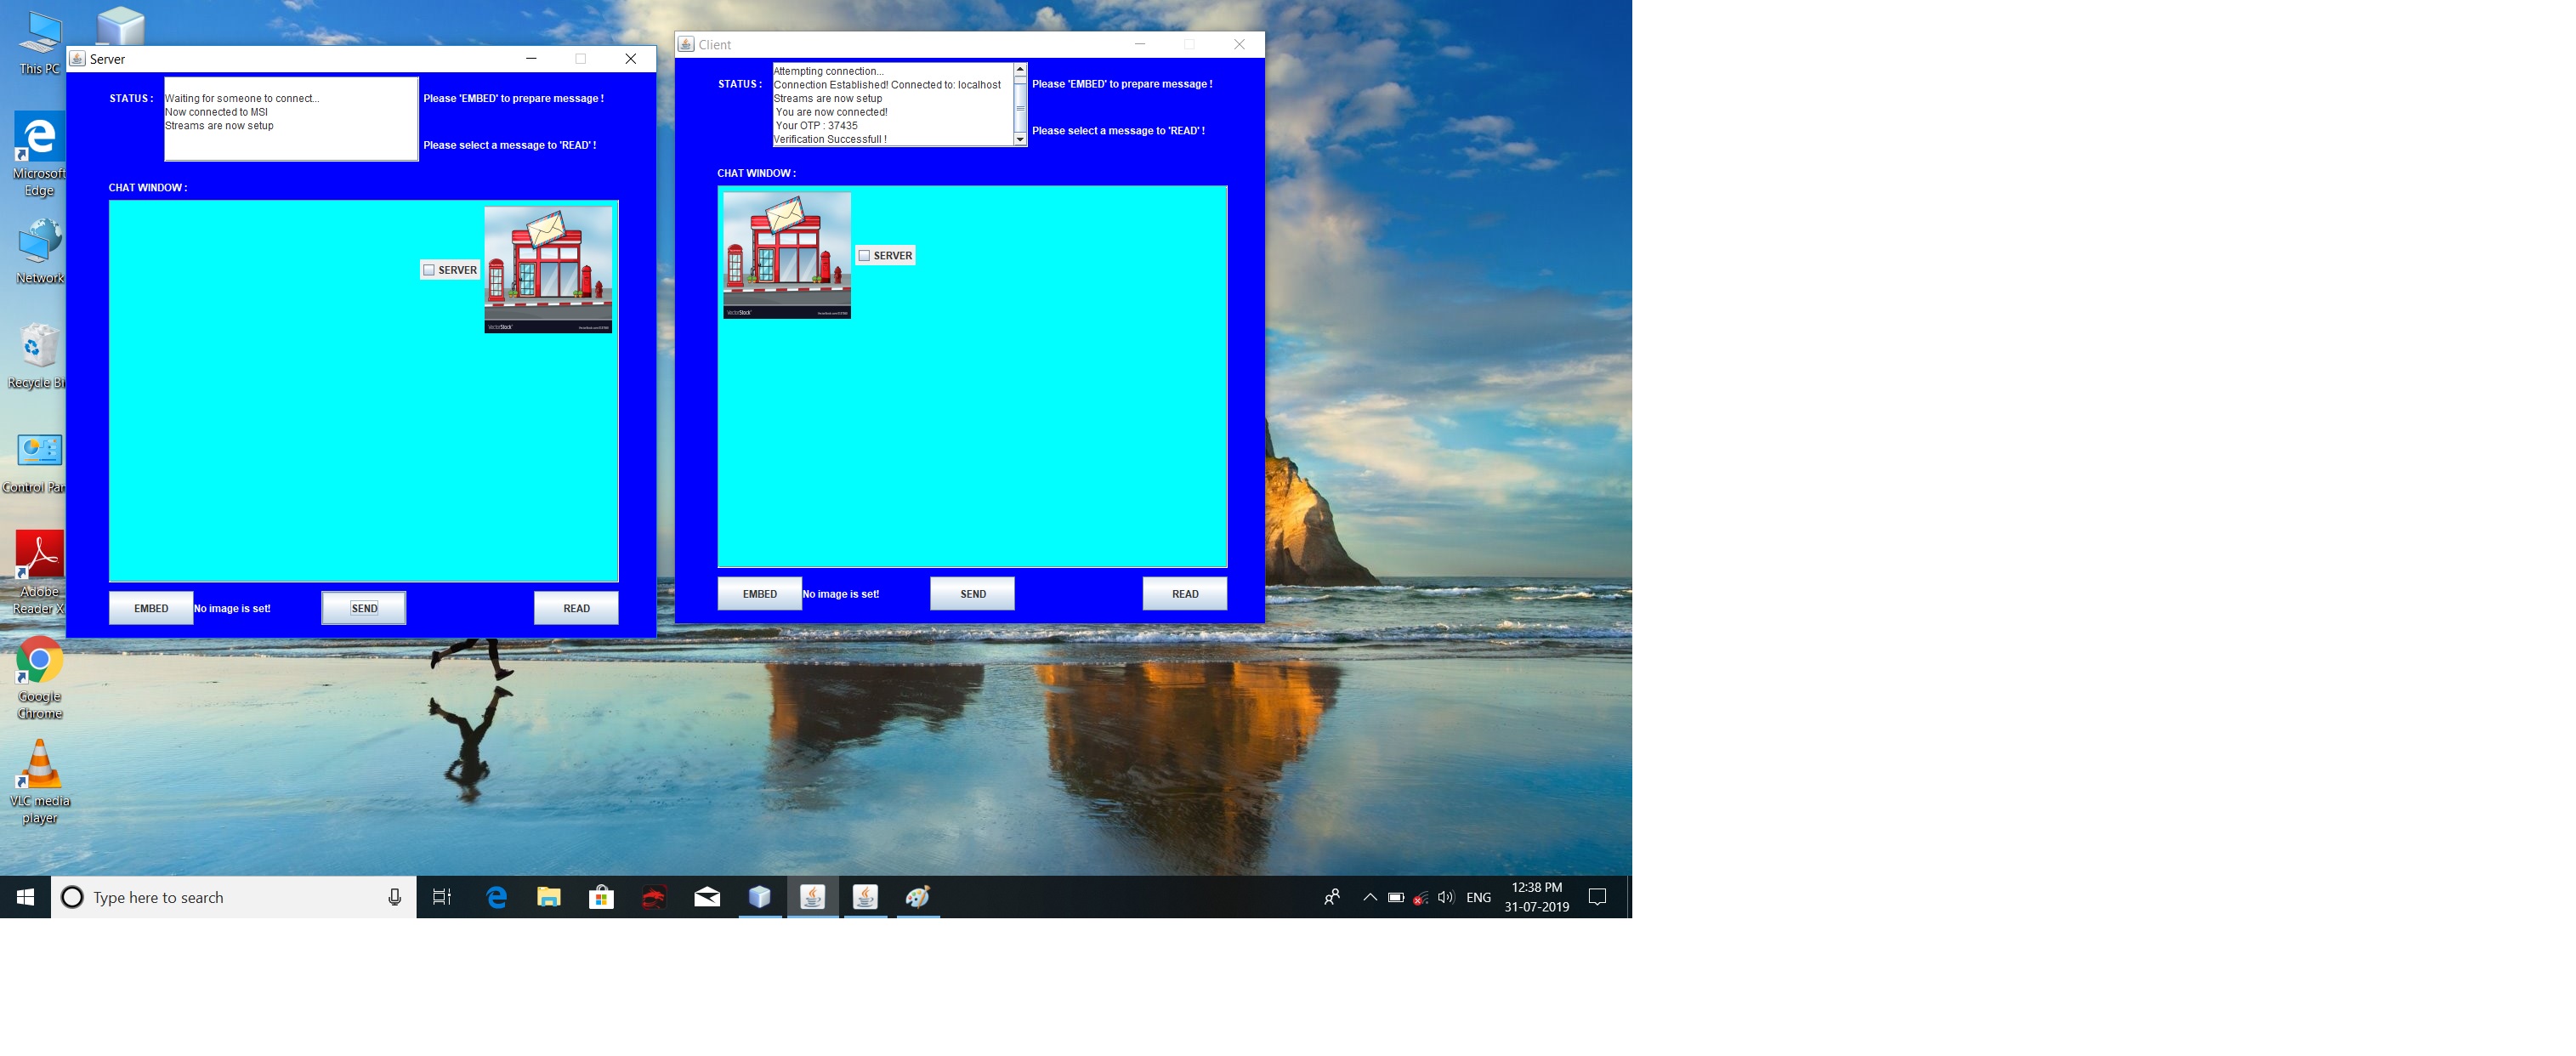 This PC
Microsoft
Edge
Network
Recycle Bi
Control Pan
Adobe
Reader X
Google
Chrome
VLC media
player
Server
STATUS :
Waiting for someone to connect...
Now connected to MSI
Streams are now setup
Please 'EMBED' to prepare message !
Please select a message to 'READ' !
CHAT WINDOW :
SERVER
VectorStock
EMBED
No image is set!
SEND
READ
Client
STATUS :
Attempting connection...
Connection Established! Connected to: localhost
Streams are now setup
You are now connected!
Your OTP : 37435
Verification Successfull !
Please 'EMBED' to prepare message !
Please select a message to 'READ' !
CHAT WINDOW :
SERVER
VectorStock
EMBED
No image is set!
SEND
READ
Type here to search
ENG
12:38 PM
31-07-2019